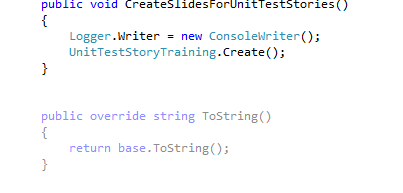 public void CreateSlidesForUnitTestStories()
{
Logger.Writer = new ConsoleWriter();
UnitTestStoryTraining.Create();
}
public override string ToString()
{
return base.ToString();
}